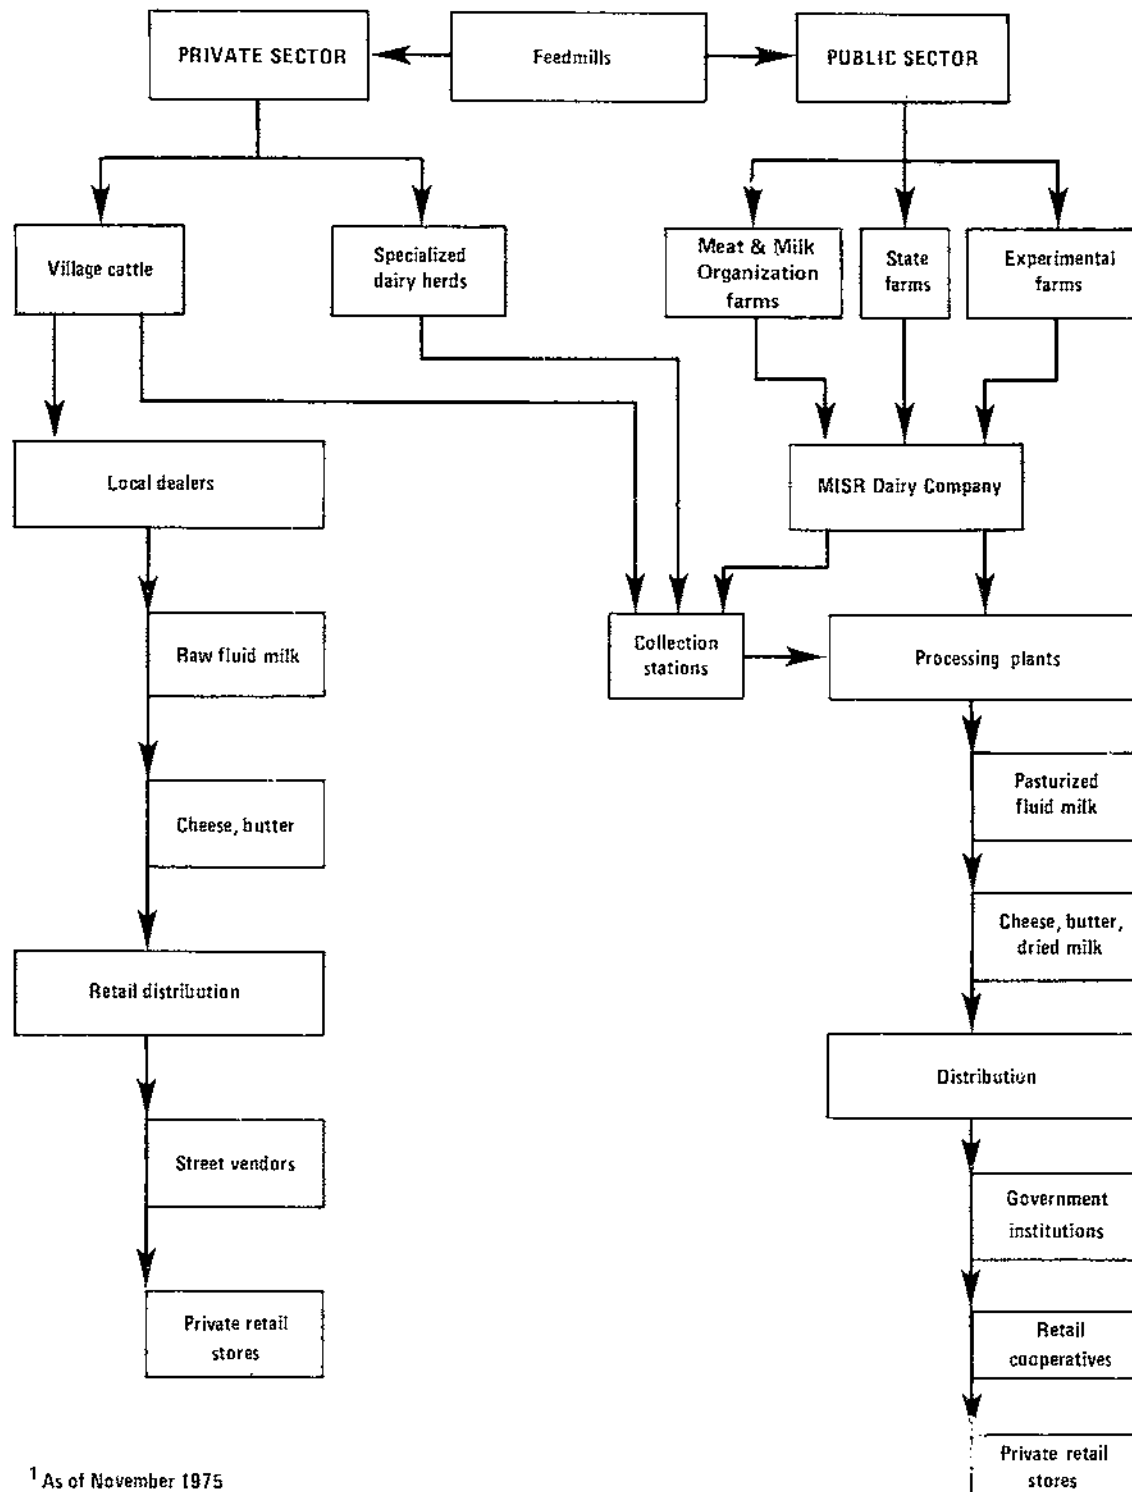 PRIVATE SECTOR
Feedmills
PUBLIC SECTOR
Village cattle
Specialized
dairy herds
Meat & Milk
Organization
farms
State
farms
Experimental
farms
Local dealers
MISR Dairy Company
Raw fluid milk
Collection
stations
Processing plants
Cheese, butter
Pasturized
fluid milk
Cheese, butter,
dried milk
Retail distribution
Distribution
Street vendors
Government
institutions
Private retail
stores
Retail
cooperatives
Private retail
stores
1 As of November 1975